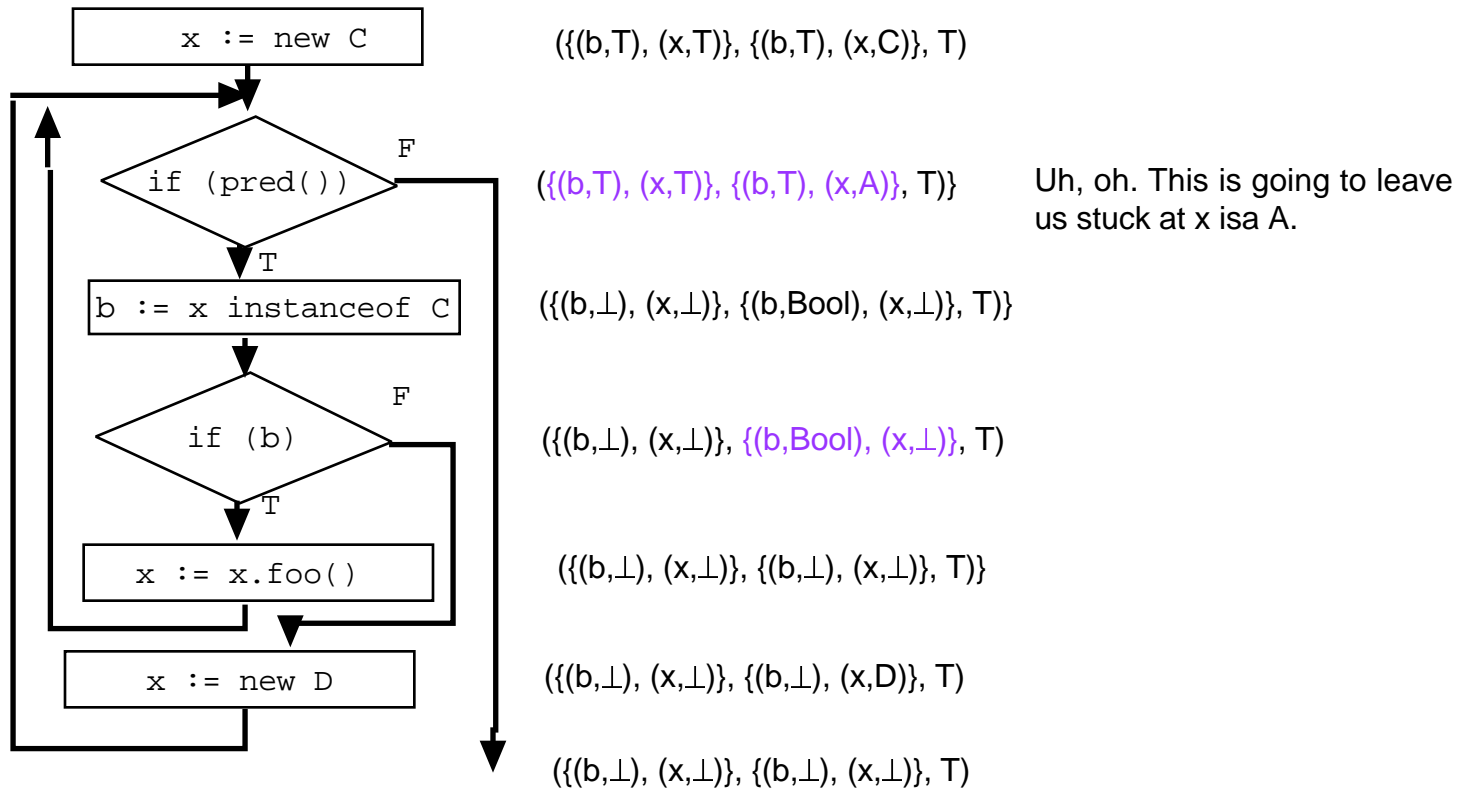 x := new C
({(b,T), (x,T)}, {(b,T), (x,C)}, T)
F
if (pred())
({(b,T), (x,T)}, {(b,T), (x,A)}, T)}
Uh, oh. This is going to leave
us stuck at x isa A.
T
b := x instanceof C
({(b,⊥), (x,⊥)}, {(b,Bool), (x,⊥)}, T)}
F
if (b)
({(b,⊥), (x,⊥)}, {(b,Bool), (x,⊥)}, T)
T
x := x.foo()
({(b,⊥), (x,⊥)}, {(b,⊥), (x,⊥)}, T)}
x := new D
({(b,⊥), (x,⊥)}, {(b,⊥), (x,D)}, T)
({(b,⊥), (x,⊥)}, {(b,⊥), (x,⊥)}, T)